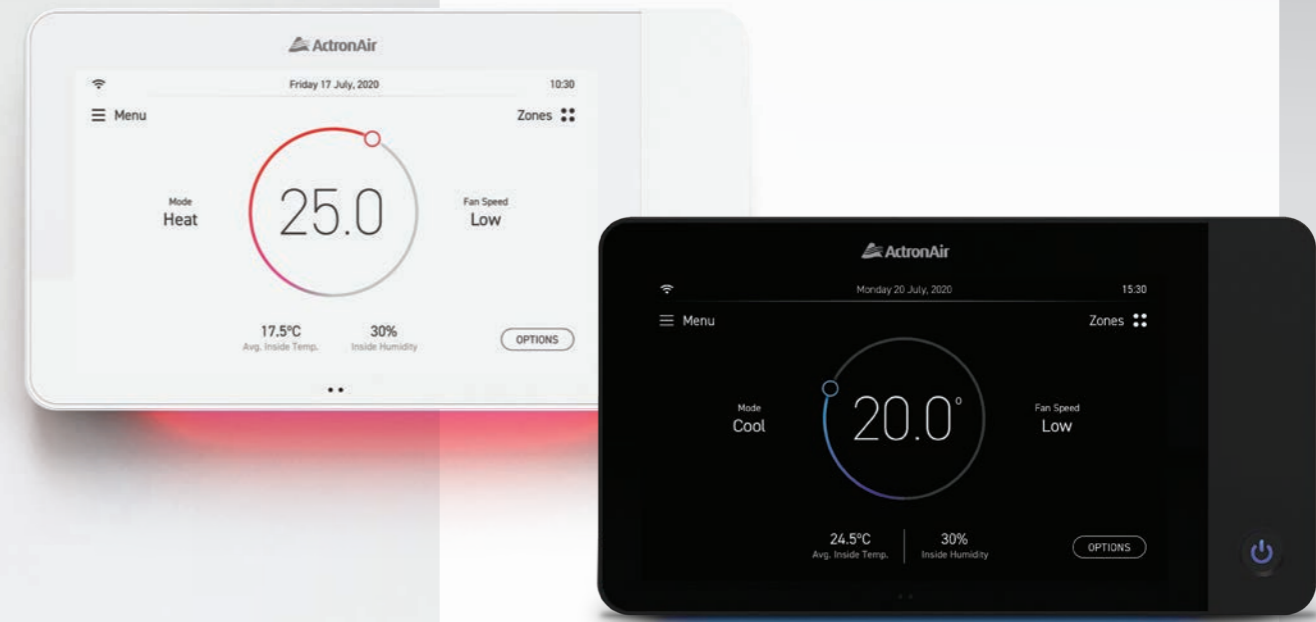 ActronAir
Friday 17 July, 2020 10:30
Menu Zones
Mode
Heat
25.0
Fan Speed
Low
17.5°C
Avg. Inside Temp.
30%
Inside Humidity
OPTIONS
ActronAir
Monday 20 July, 2020 15:30
Menu Zones
Mode
Cool
20.0°
Fan Speed
Low
24.5°C
Avg. Inside Temp.
30%
Inside Humidity
OPTIONS